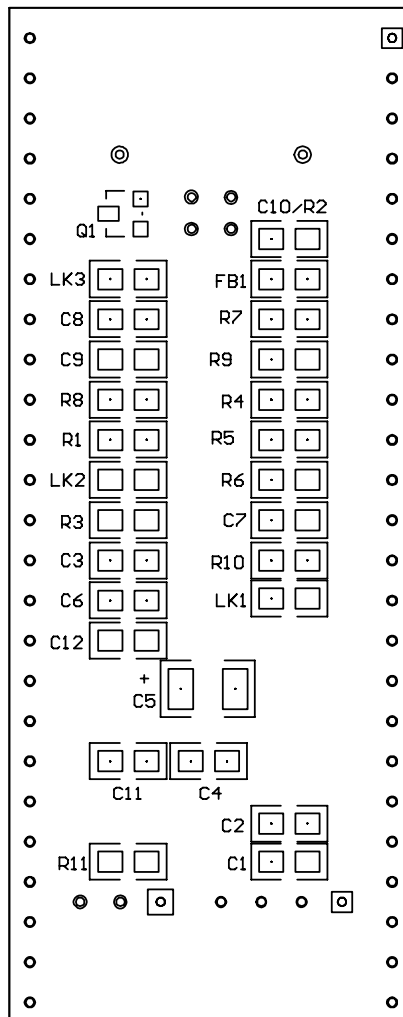 C10/R2
Q1
LK3 FB1
C8 R7
C9 R9
R8 R4
R1 R5
LK2 R6
R3 C7
C3 R10
C6 LK1
C12
+
C5
C11 C4
C2
R11 C1